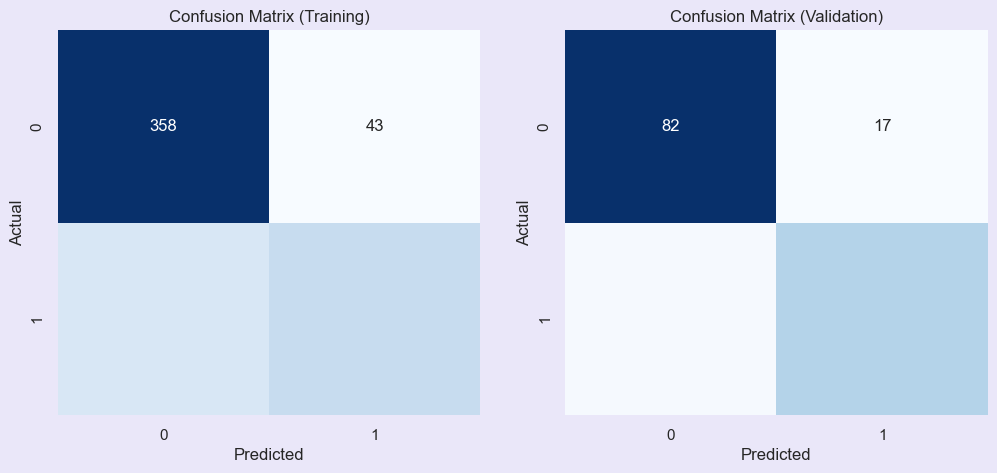 Confusion Matrix (Training)
0
358
43
Actual
1
0
1
Predicted
Confusion Matrix (Validation)
0
82
17
Actual
1
0
1
Predicted